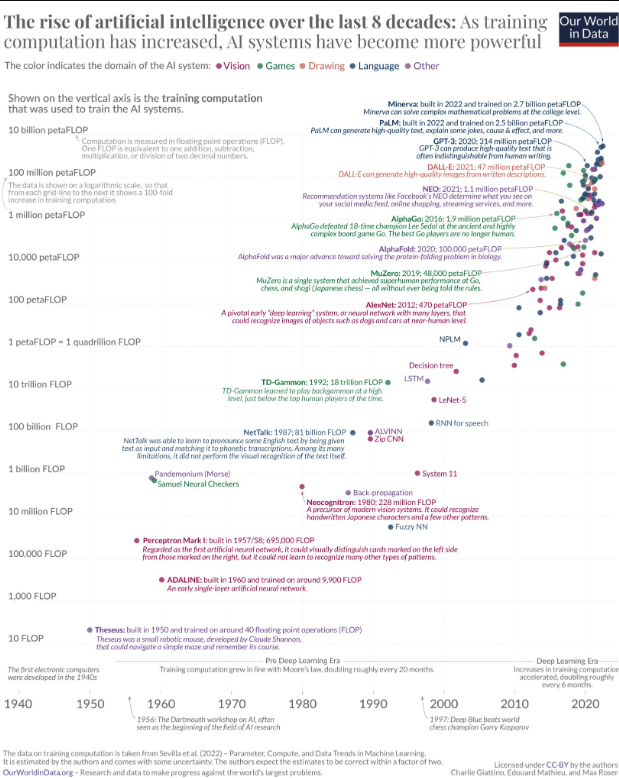 The rise of artificial intelligence over the last 8 decades: As training
computation has increased, AI systems have become more powerful
Our World
in Data
The color indicates the domain of the AI system: Vision Games Drawing Language Other
Shown on the vertical axis is the training computation
that was used to train the AI systems.
10 billion petaFLOP
Computation is measured in floating point operations (FLOP).
One FLOP is equivalent to one addition, subtraction,
multiplication, or division of two decimal numbers.
100 million petaFLOP
The data is shown on a logarithmic scale, so that
from each grid-line to the next it shows a 100-fold
increase in training computation.
1 million petaFLOP
10,000 petaFLOP
100 petaFLOP
1 petaFLOP = 1 quadrillion FLOP
10 trillion FLOP
100 billion FLOP
1 billion FLOP
10 million FLOP
100,000 FLOP
1,000 FLOP
10 FLOP
Minerva: built in 2022 and trained on 2.7 billion petaFLOP
Minerva can solve complex mathematical problems at the college level.
PaLM: built in 2022 and trained on 2.5 billion petaFLOP
PaLM can generate high-quality text, explain some jokes, cause & effect, and more.
GPT-3: 2020; 314 million petaFLOP
GPT-3 can produce high-quality text that is
often indistinguishable from human writing.
DALL-E: 2021; 47 million petaFLOP
DALL-E can generate high-quality images from written descriptions.
NEO: 2021; 1.1 million petaFLOP
Recommendation systems like Facebook's NEO determine what you see on
your social media feed, online shopping, streaming services, and more.
AlphaGo: 2016; 1.9 million petaFLOP
AlphaGo defeated 18-time champion Lee Sedol at the ancient and highly
complex board game Go. The best Go players are no longer human.
AlphaFold: 2020; 100,000 petaFLOP
AlphaFold was a major advance toward solving the protein-folding problem in biology.
MuZero: 2019; 48,000 petaFLOP
MuZero is a single system that achieved superhuman performance at Go,
chess, and shogi (Japanese chess) — all without ever being told the rules.
AlexNet: 2012; 470 petaFLOP
A pivotal early "deep learning" system, or neural network with many layers, that
could recognize images of objects such as dogs and cars at near-human level.
NPLM
Decision tree
LSTM
TD-Gammon: 1992; 18 trillion FLOP
TD-Gammon learned to play backgammon at a high
level, just below the top human players of the time.
LeNet-5
RNN for speech
NetTalk: 1987; 81 billion FLOP
NetTalk was able to learn to pronounce some English text by being given
text as input and matching it to phonetic transcriptions. Among its many
limitations, it did not perform the visual recognition of the text itself.
ALVINN
Zip CNN
System 11
Pandemonium (Morse)
Samuel Neural Checkers
Back-propagation
Neocognitron: 1980; 228 million FLOP
A precursor of modern vision systems. It could recognize
handwritten Japanese characters and a few other patterns.
Fuzzy NN
Perceptron Mark I: built in 1957/58; 695,000 FLOP
Regarded as the first artificial neural network, it could visually distinguish cards marked on the left side
from those marked on the right, but it could not learn to recognize many other types of patterns.
ADALINE: built in 1960 and trained on around 9,900 FLOP
An early single-layer artificial neural network.
Theseus: built in 1950 and trained on around 40 floating point operations (FLOP)
Theseus was a small robotic mouse, developed by Claude Shannon,
that could navigate a simple maze and remember its course.
The first electronic computers
were developed in the 1940s
Pre Deep Learning Era
Training computation grew in line with Moore's law, doubling roughly every 20 months.
Deep Learning Era
Increases in training computation
accelerated, doubling roughly
every 6 months.
1940 1950 1960 1970 1980 1990 2000 2010 2020
1956: The Dartmouth workshop on AI, often
seen as the beginning of the field of AI research
1997: Deep Blue beats world
chess champion Garry Kasparov
The data on training computation is taken from Sevilla et al. (2022) – Parameter, Compute, and Data Trends in Machine Learning.
It is estimated by the authors and comes with some uncertainty. The authors expect the estimates to be correct within a factor of two.
OurWorldinData.org – Research and data to make progress against the world's largest problems.
Licensed under CC-BY by the authors
Charlie Giattino, Edouard Mathieu, and Max Roser